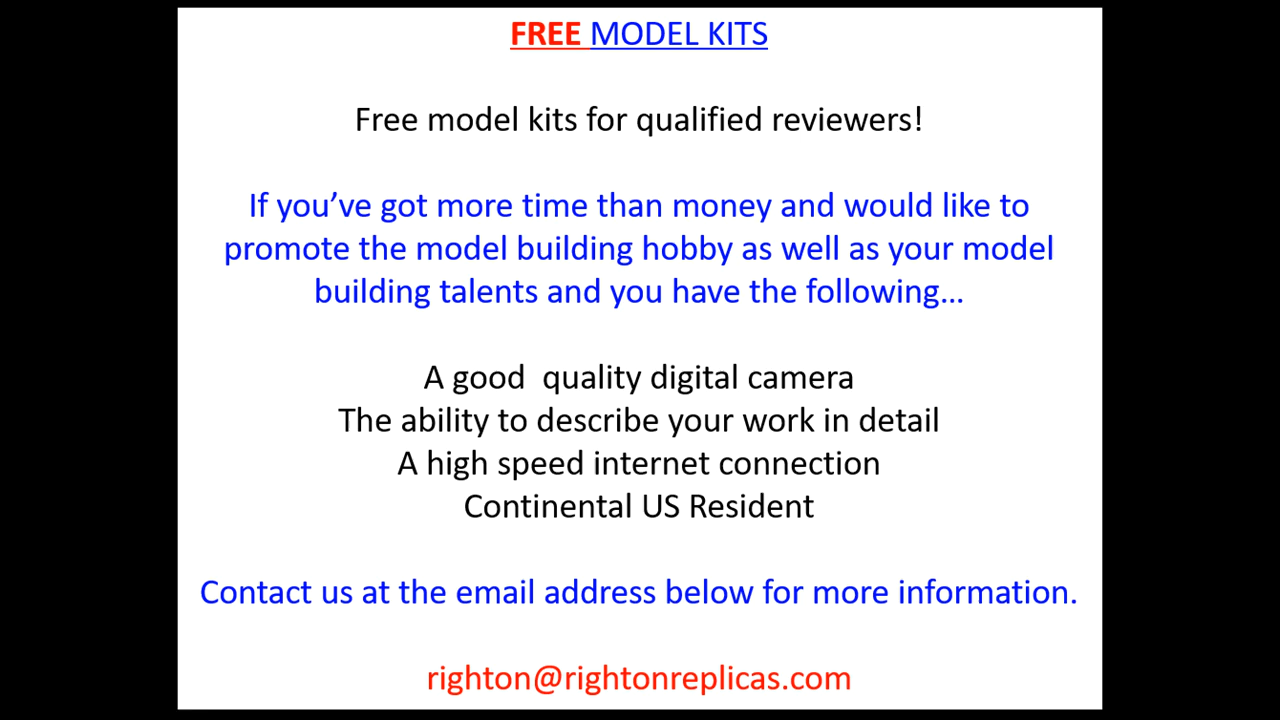 FREE MODEL KITS
Free model kits for qualified reviewers!
If you’ve got more time than money and would like to
promote the model building hobby as well as your model
building talents and you have the following…
A good  quality digital camera
The ability to describe your work in detail
A high speed internet connection
Continental US Resident
Contact us at the email address below for more information.
righton@rightonreplicas.com